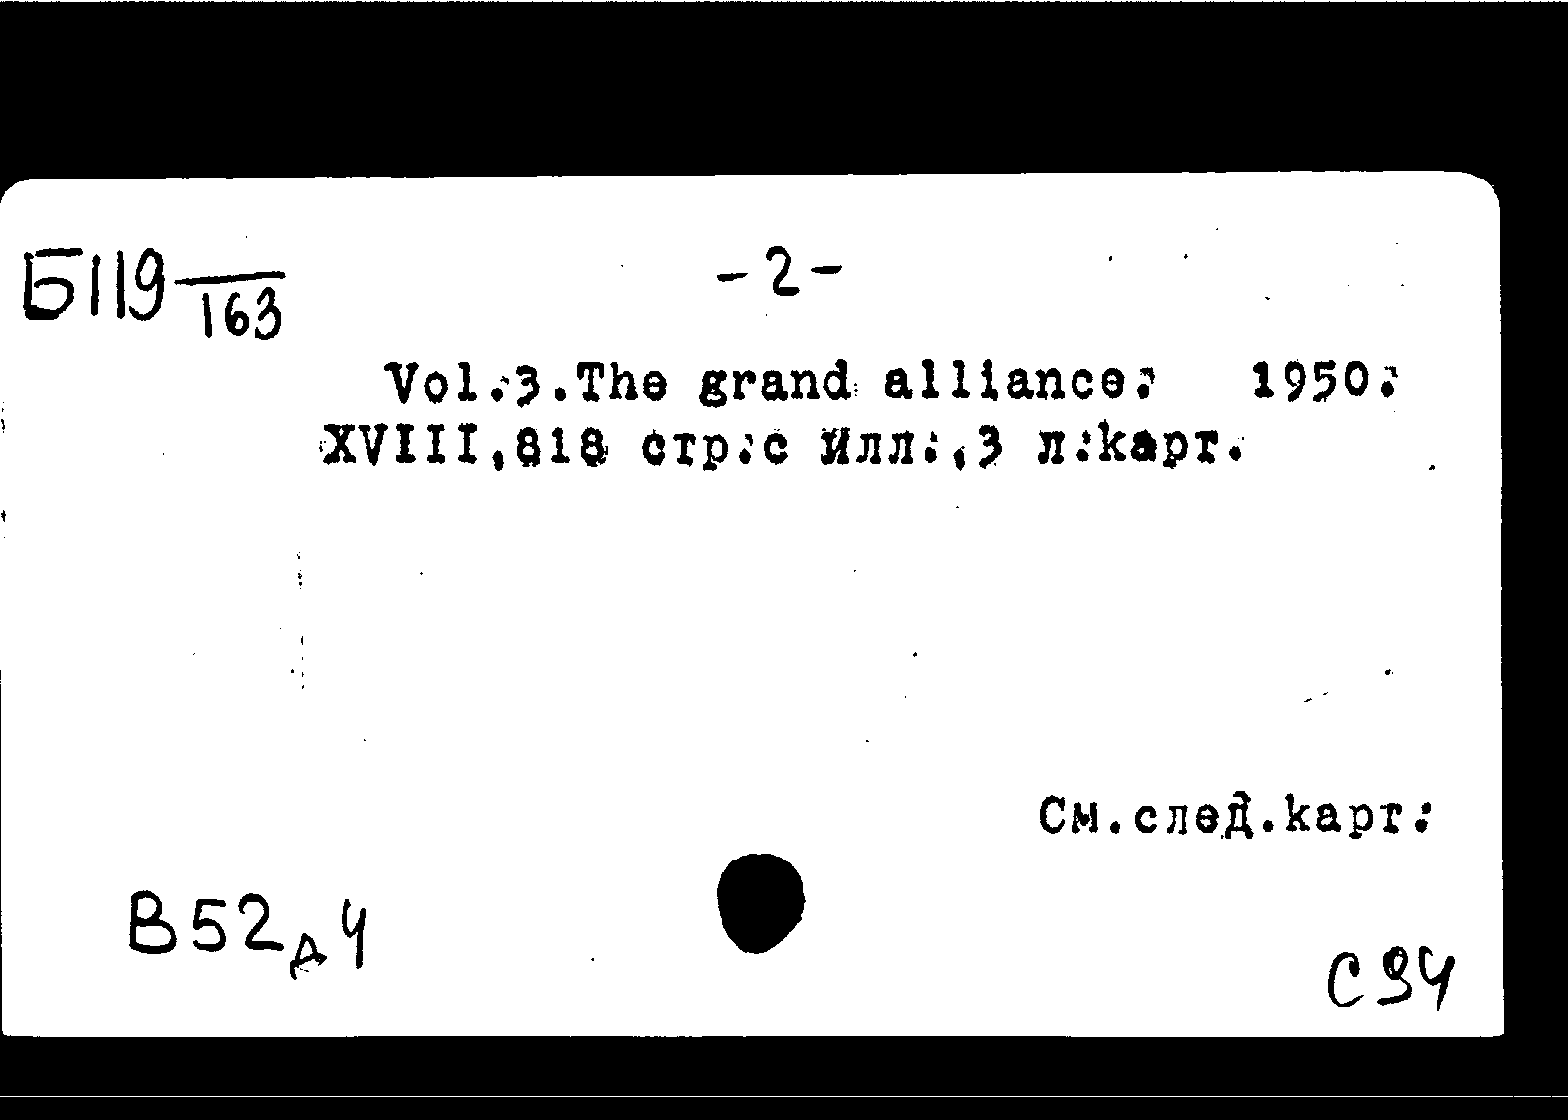 Б119/163
-2-
Vol.3.The grand alliance. 1950.
XVIII,818 стр.с илл.,3 л.карт.
См.след.карт.
В52д4
С94